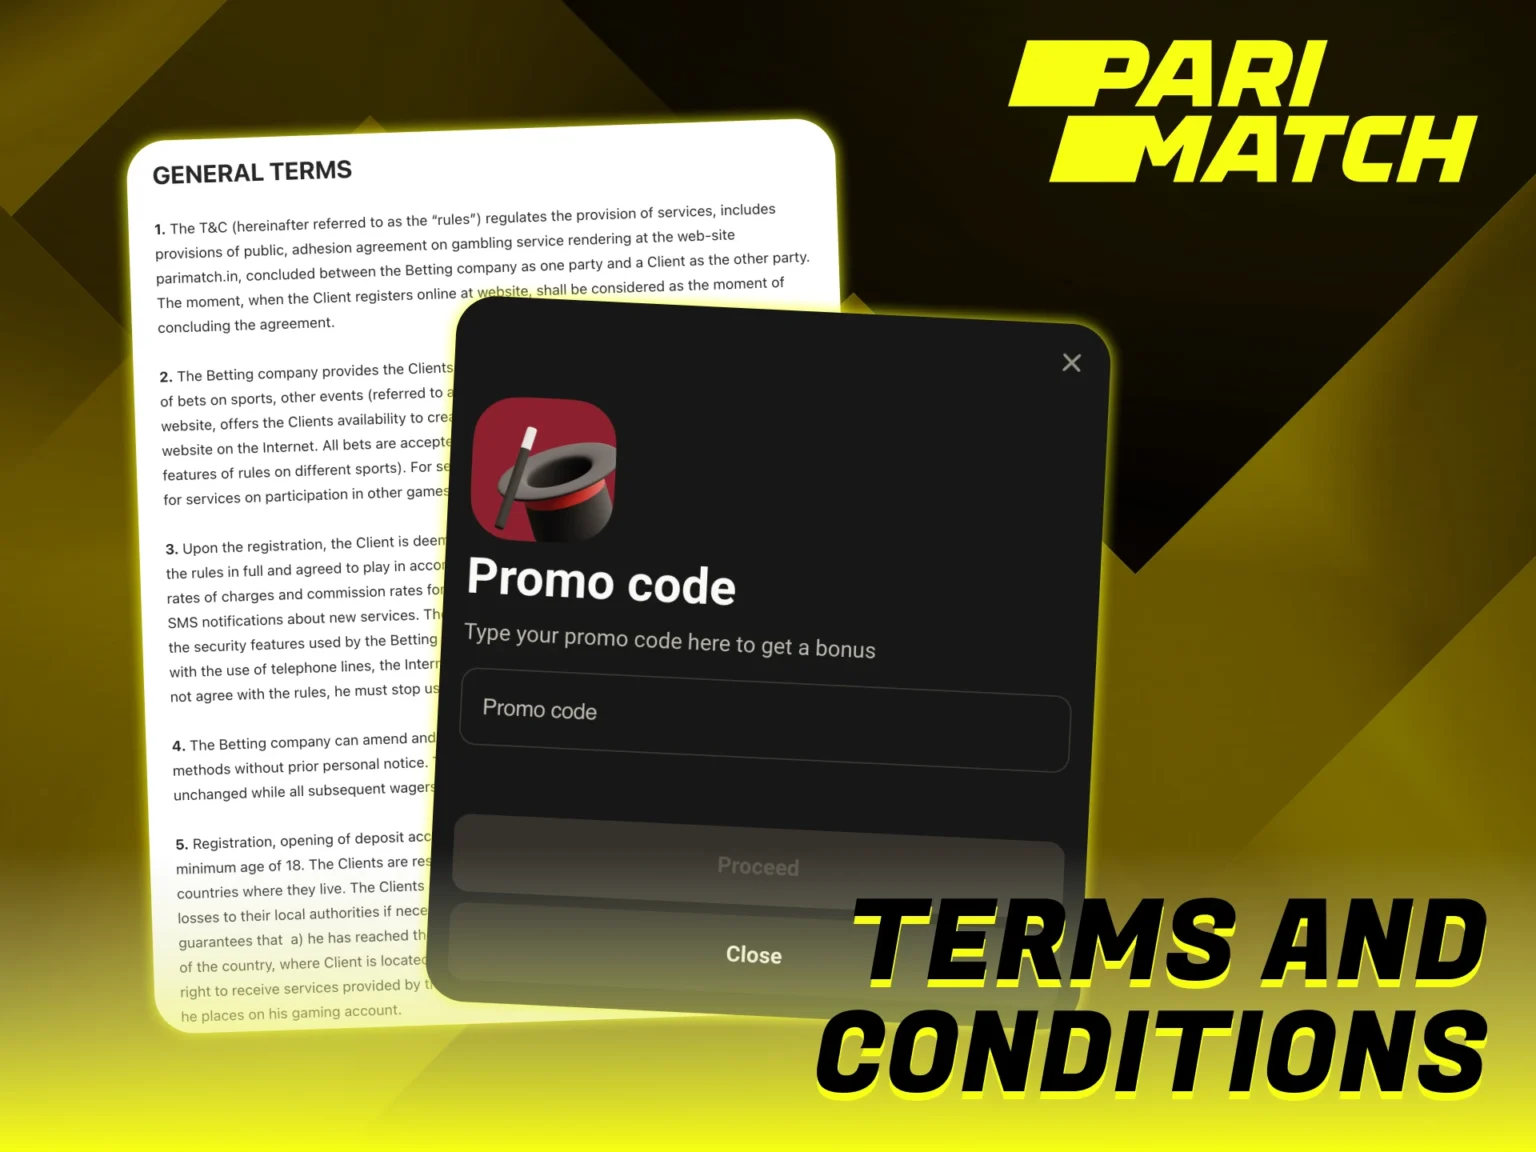 PARI
MATCH
GENERAL TERMS
1. The T&C (hereinafter referred to as the “rules”) regulates the provision of services, includes
provisions of public, adhesion agreement on gambling service rendering at the web-site
parimatch.in, concluded between the Betting company as one party and a Client as the other party.
The moment, when the Client registers online at website, shall be considered as the moment of
concluding the agreement.
2. The Betting company provides the Clients
of bets on sports, other events (referred to
website, offers the Clients availability to
website on the Internet. All bets are
features of rules on different sports). For
for services on participation in other games
3. Upon the registration, the Client is
the rules in full and agreed to play in
rates of charges and commission rates
SMS notifications about new services.
the security features used by the Betting
with the use of telephone lines, the
not agree with the rules, he must stop
4. The Betting company can amend and
methods without prior personal notice.
unchanged while all subsequent wagers
5. Registration, opening of deposit
minimum age of 18. The Clients are
countries where they live. The Clients
losses to their local authorities if
guarantees that a) he has reached
of the country, where Client is located
right to receive services provided by
he places on his gaming account.
Promo code
Type your promo code here to get a bonus
Promo code
Proceed
Close
TERMS AND
CONDITIONS